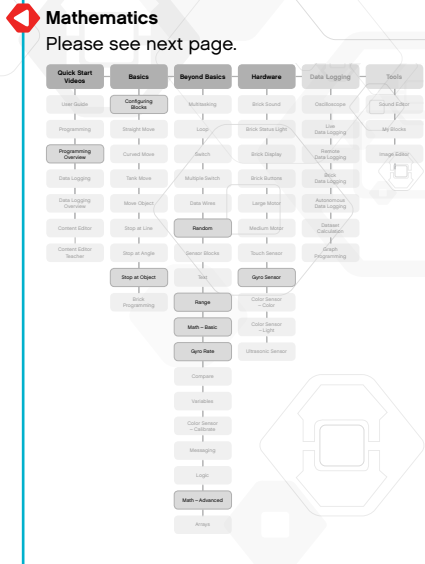 Mathematics
Please see next page.
Quick Start
Videos
User Guide
Programming
Programming
Overview
Data Logging
Data Logging
Overview
Content Editor
Content Editor
Teacher
Basics
Configuring
Blocks
Straight Move
Curved Move
Tank Move
Move Object
Stop at Line
Stop at Angle
Stop at Object
Brick
Programming
Beyond Basics
Multitasking
Loop
Switch
Multiple Switch
Data Wires
Random
Sensor Blocks
Text
Range
Math – Basic
Gyro Rate
Compare
Variables
Color Sensor
– Calibrate
Messaging
Logic
Math – Advanced
Arrays
Hardware
Brick Sound
Brick Status Light
Brick Display
Brick Buttons
Large Motor
Medium Motor
Touch Sensor
Gyro Sensor
Color Sensor
– Color
Color Sensor
– Light
Ultrasonic Sensor
Data Logging
Oscilloscope
Live
Data Logging
Remote
Data Logging
Brick
Data Logging
Autonomous
Data Logging
Dataset
Calculation
Graph
Programming
Tools
Sound Editor
My Blocks
Image Editor